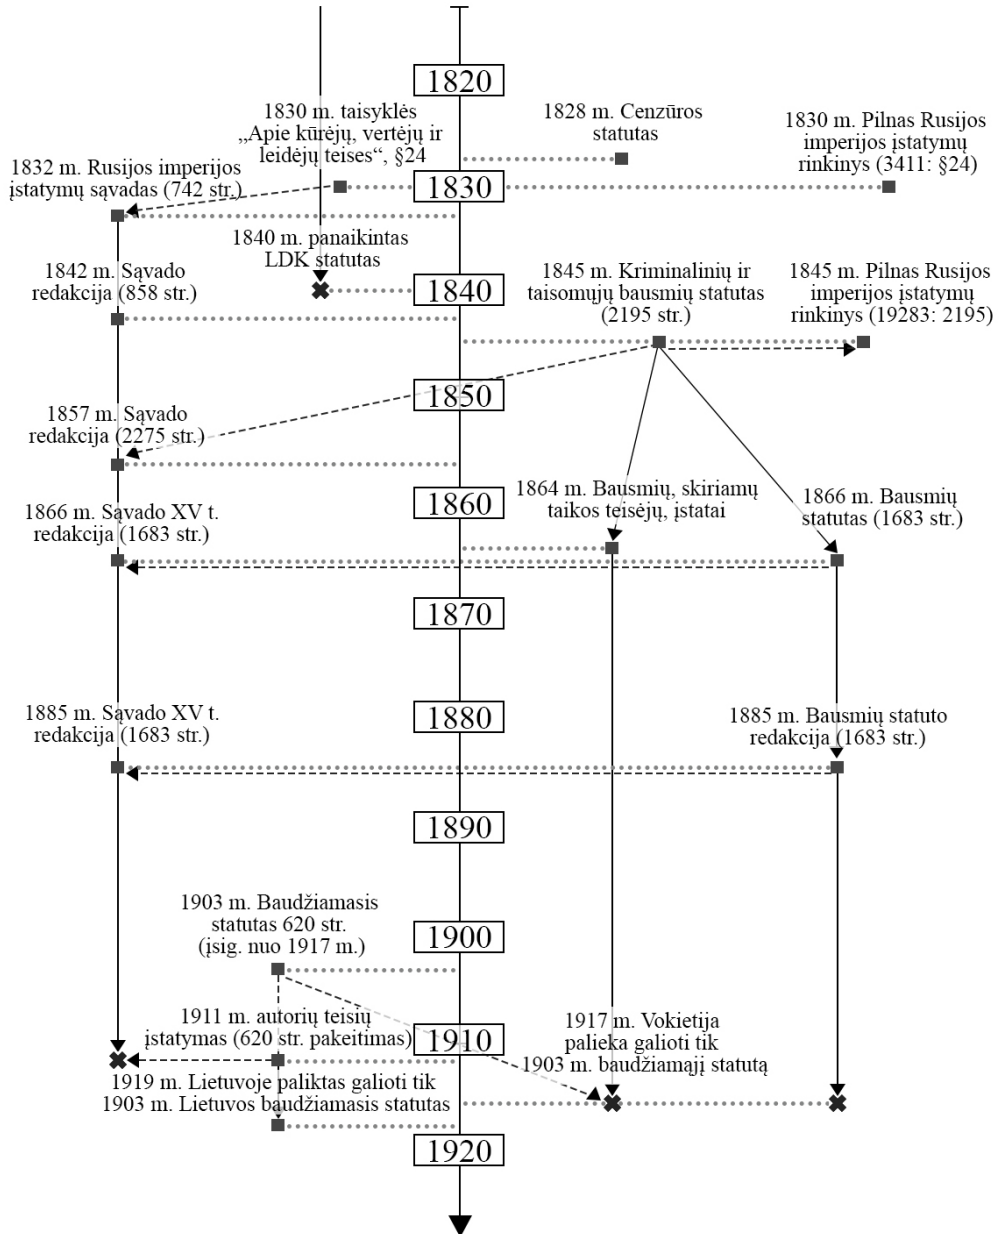 1820
1830 m. taisyklės
„Apie kūrėjų, vertėjų ir
leidėjų teises“, §24
1828 m. Cenzūros
statutas
1830 m. Pilnas Rusijos
imperijos įstatymų
rinkinys (3411: §24)
1832 m. Rusijos imperijos
įstatymų sąvadas (742 str.)
1830
1840 m. panaikintas
LDK statutas
1842 m. Sąvado
redakcija (858 str.)
1840
1845 m. Kriminalinių ir
taisomųjų bausmių statutas
(2195 str.)
1845 m. Pilnas Rusijos
imperijos įstatymų
rinkinys (19283: 2195)
1850
1857 m. Sąvado
redakcija (2275 str.)
1860
1864 m. Bausmių, skiriamų
taikos teisėjų, įstatai
1866 m. Bausmių
statutas (1683 str.)
1866 m. Sąvado XV t.
redakcija (1683 str.)
1870
1885 m. Sąvado XV t.
redakcija (1683 str.)
1880
1885 m. Bausmių statuto
redakcija (1683 str.)
1890
1903 m. Baudžiamasis
statutas 620 str.
(įsig. nuo 1917 m.)
1900
1911 m. autorių teisių
įstatymas (620 str. pakeitimas)
1910
1917 m. Vokietija
palieka galioti tik
1903 m. baudžiamąjį statutą
1919 m. Lietuvoje paliktas galioti tik
1903 m. Lietuvos baudžiamasis statutas
1920